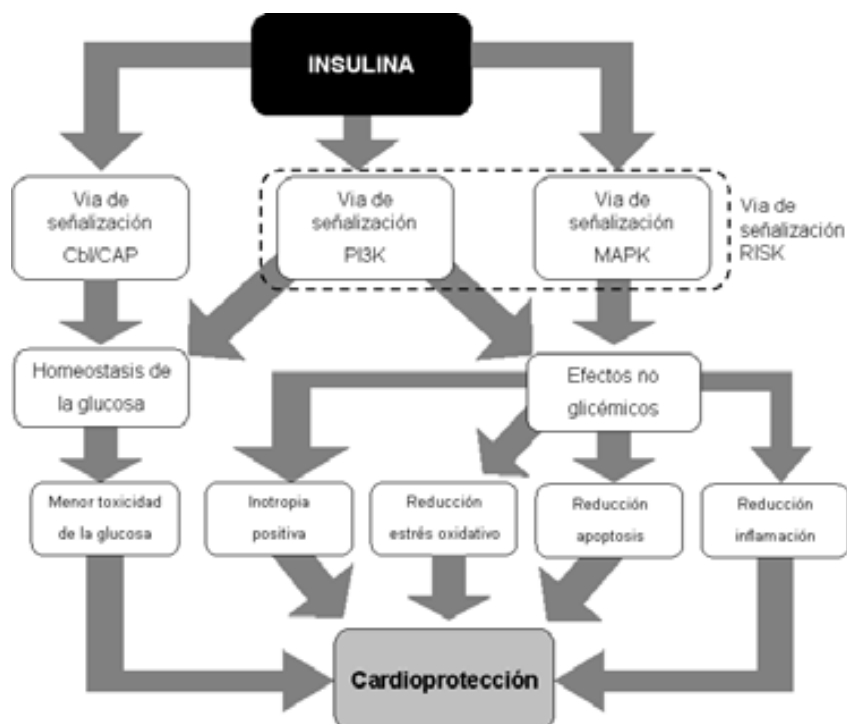 INSULINA
Via de
señalización
Cbl/CAP
Via de
señalización
PI3K
Via de
señalización
MAPK
Via de
señalización
RISK
Homeostasis de
la glucosa
Efectos no
glicémicos
Menor toxicidad
de la glucosa
Inotropia
positiva
Reducción
estrés oxidativo
Reducción
apoptosis
Reducción
inflamación
Cardioprotección